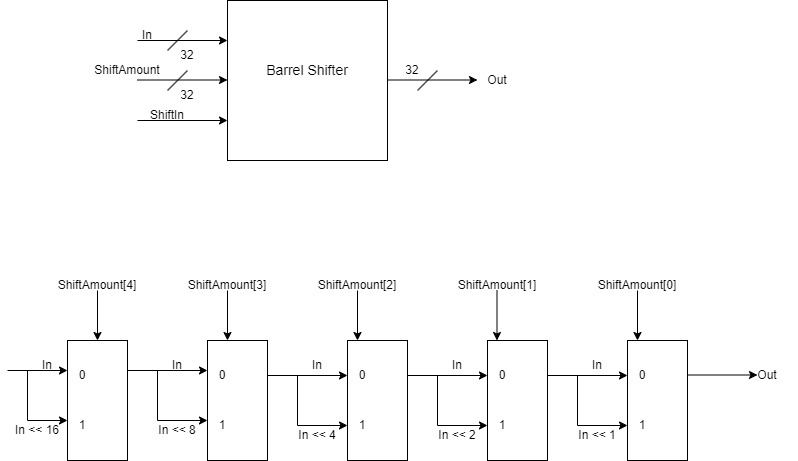 In
32
ShiftAmount
32
ShiftIn
Barrel Shifter
32
Out
ShiftAmount[4]
ShiftAmount[3]
ShiftAmount[2]
ShiftAmount[1]
ShiftAmount[0]
In
0
In
0
In
0
In
0
In
0
Out
In << 16
1
In << 8
1
In << 4
1
In << 2
1
In << 1
1